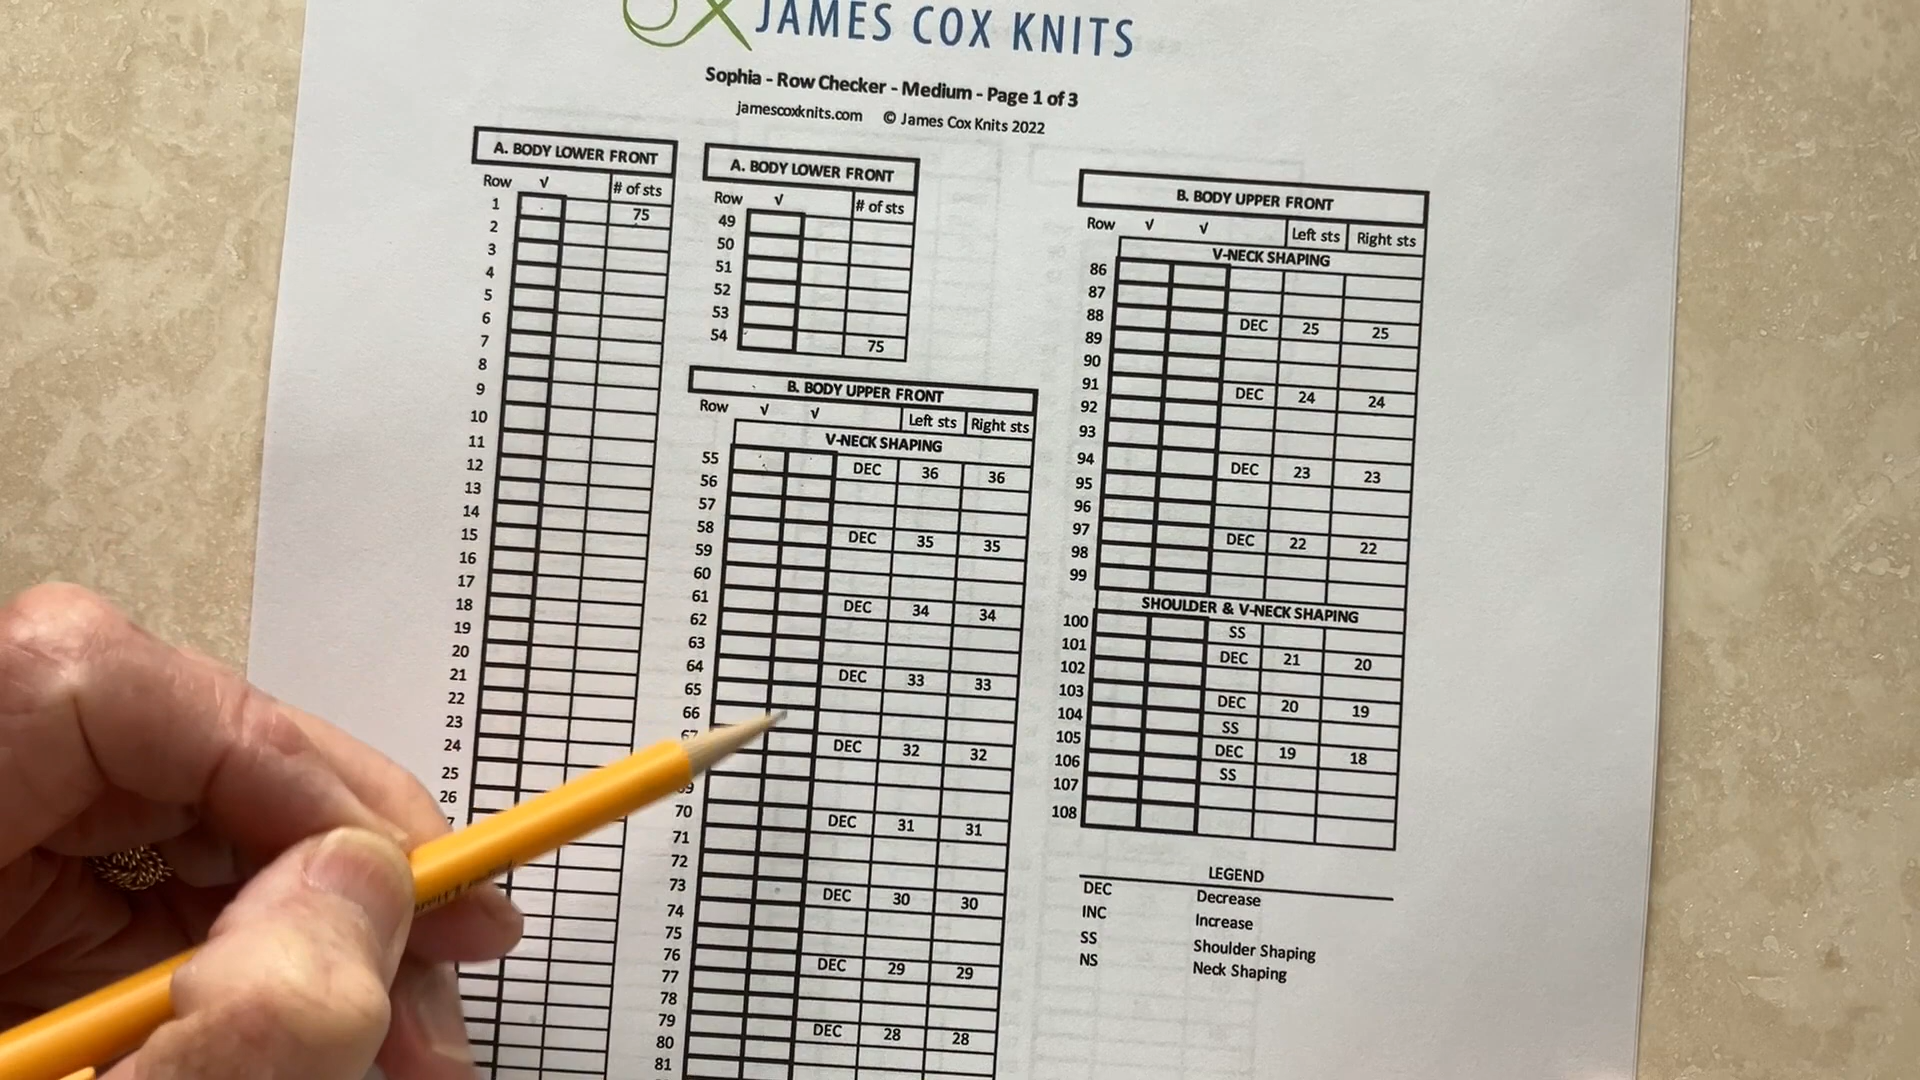 JAMES COX KNITS
Sophia - Row Checker - Medium - Page 1 of 3
jamescoxknits.com © James Cox Knits 2022
A. BODY LOWER FRONT
Row √ # of sts
1 75
2
3
4
5
6
7
8
9
10
11
12
13
14
15
16
17
18
19
20
21
22
23
24
25
26
A. BODY LOWER FRONT
Row √ # of sts
49
50
51
52
53
54 75
B. BODY UPPER FRONT
Row √ √ Left sts Right sts
V-NECK SHAPING
55 DEC 36 36
56
57
58 DEC 35 35
59
60
61 DEC 34 34
62
63
64 DEC 33 33
65
66
67 DEC 32 32
70 DEC 31 31
71
72
73 DEC 30 30
74
75
76 DEC 29 29
77
78
79 DEC 28 28
80
81
B. BODY UPPER FRONT
Row √ √ Left sts Right sts
V-NECK SHAPING
86
87
88 DEC 25 25
89
90
91 DEC 24 24
92
93
94 DEC 23 23
95
96
97 DEC 22 22
98
99
SHOULDER & V-NECK SHAPING
100 SS
101 DEC 21 20
102
103 DEC 20 19
104 SS
105 DEC 19 18
106 SS
107
108
LEGEND
DEC Decrease
INC Increase
SS Shoulder Shaping
NS Neck Shaping